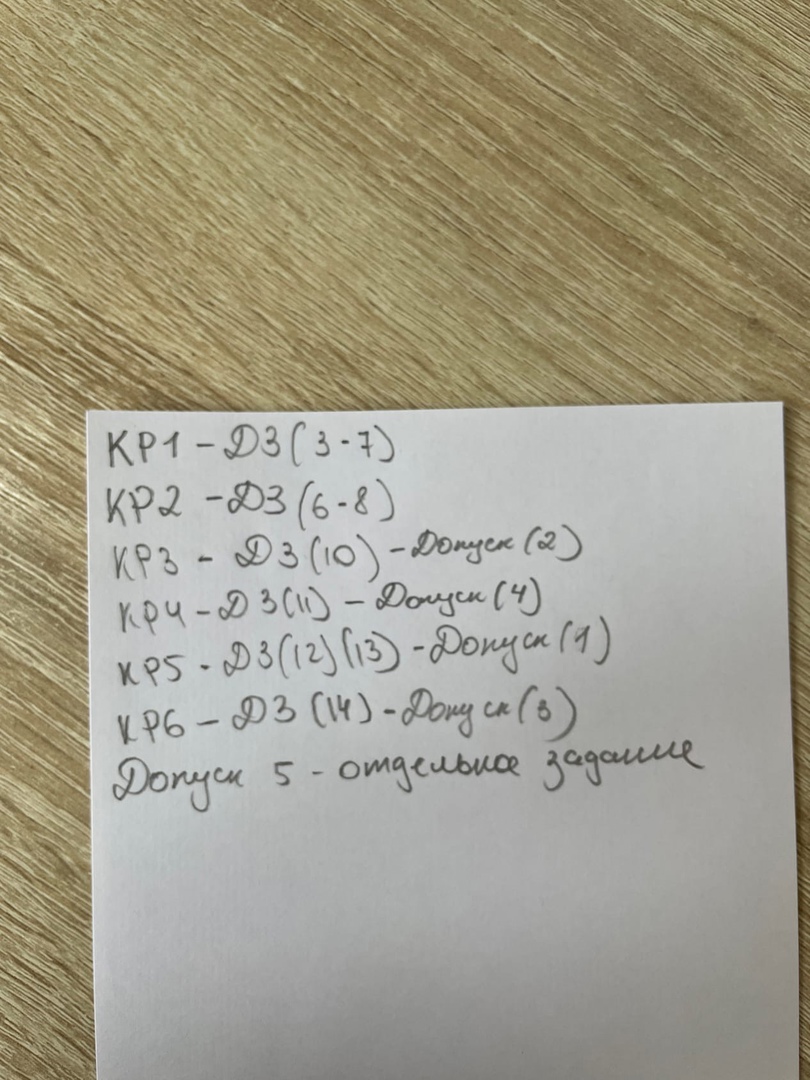 КР1 - ДЗ(3-7)
КР2 - ДЗ(6-8)
КР3 - ДЗ(10) - Допуск(2)
КР4 - ДЗ(11) - Допуск(4)
КР5 - ДЗ(12)(13) - Допуск(1)
КР6 - ДЗ(14) - Допуск(3)
Допуск 5 - отдельное задание